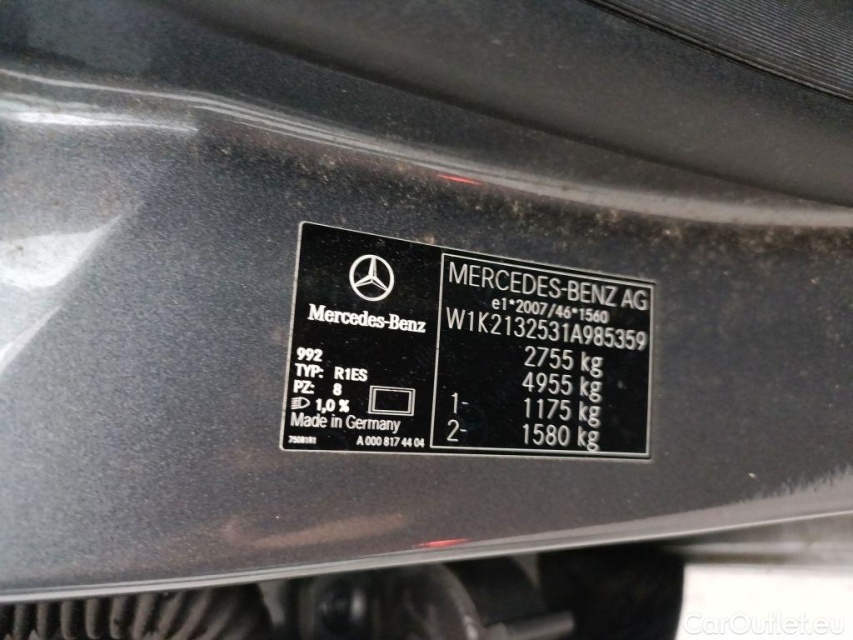 Mercedes-Benz
992
TYP: R1ES
PZ: 8
1,0 %
Made in Germany
7508181 A 000 817 44 04
MERCEDES-BENZ AG
e1*2007/46*1560
W1K2132531A985359
2755 kg
4955 kg
1- 1175 kg
2- 1580 kg
CarOutlet.eu